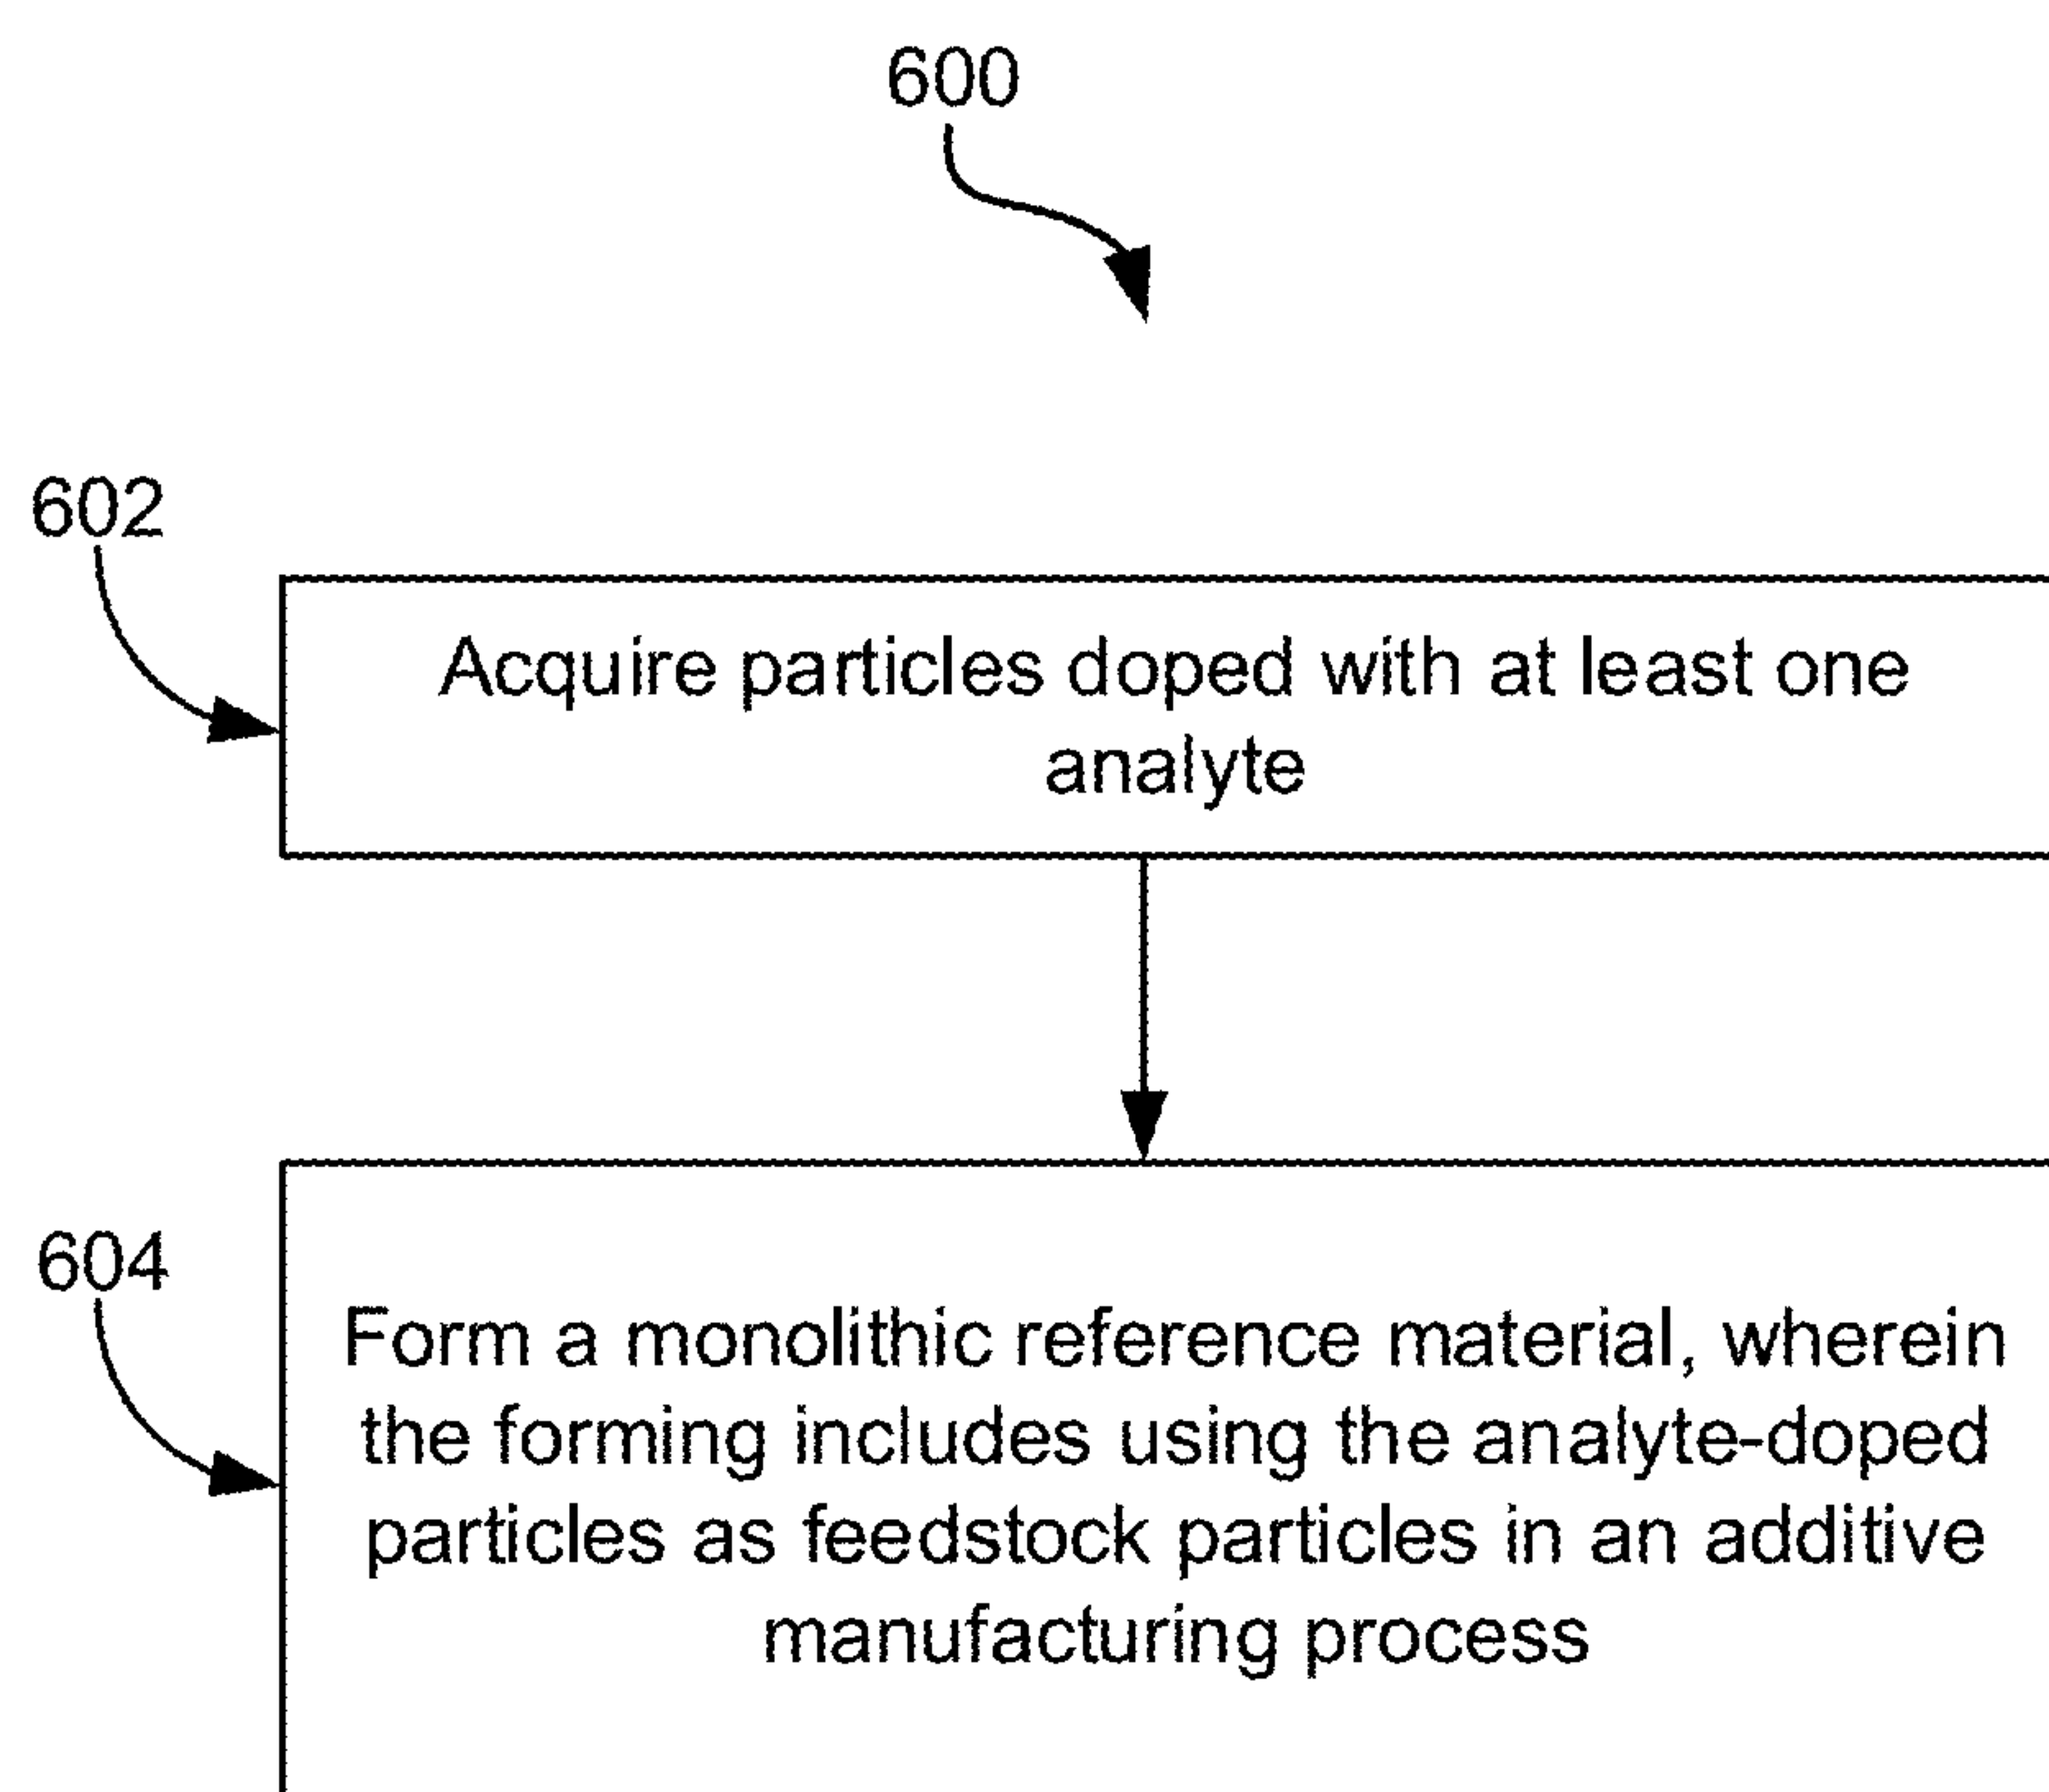 600
602
Acquire particles doped with at least one
analyte
604
Form a monolithic reference material, wherein
the forming includes using the analyte-doped
particles as feedstock particles in an additive
manufacturing process